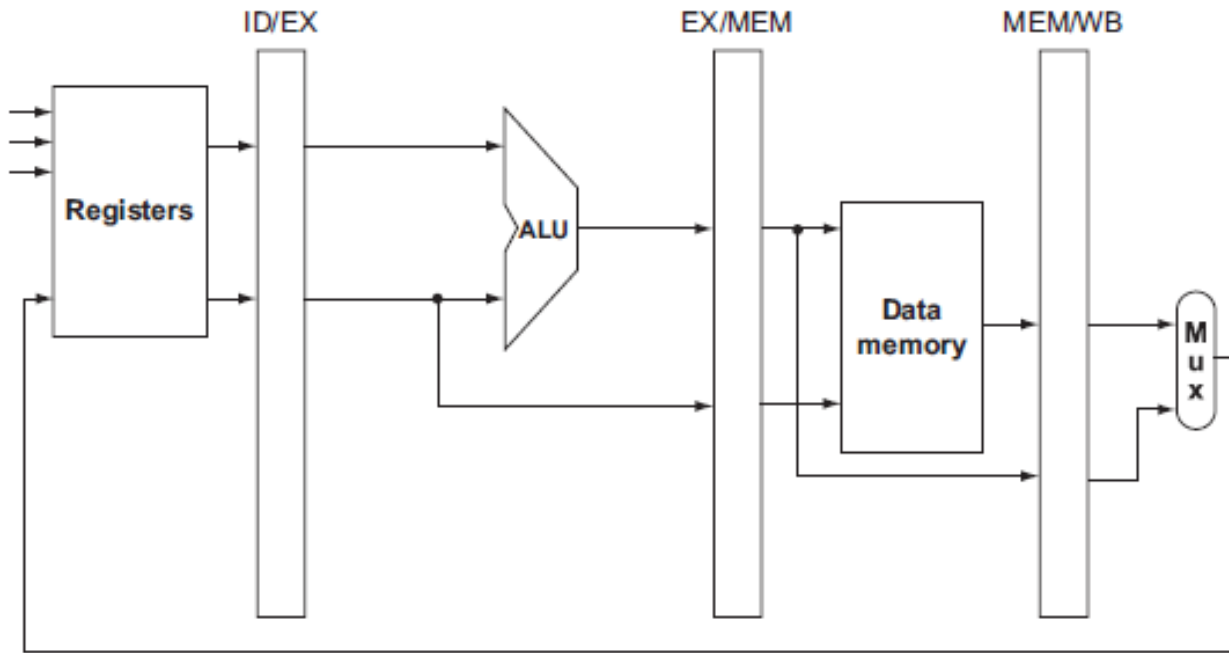 ID/EX
EX/MEM
MEM/WB
Registers
ALU
Data
memory
M
u
x